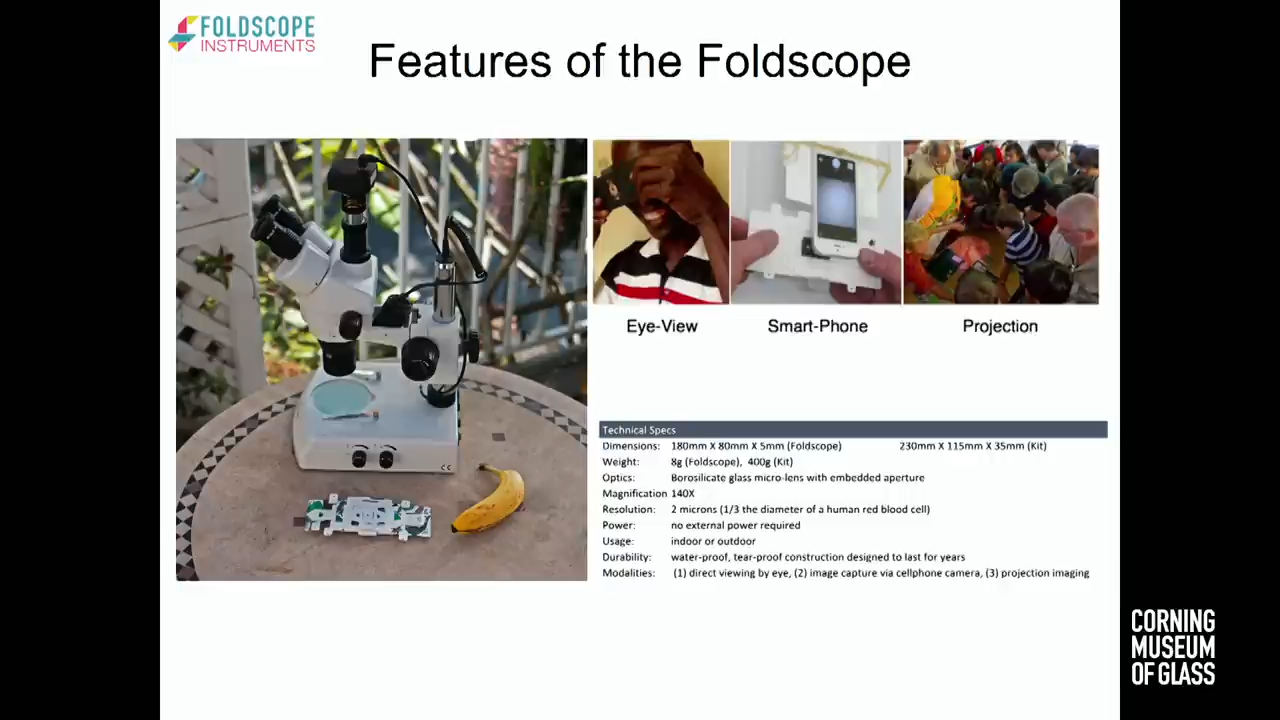 FOLDSCOPE
INSTRUMENTS
Features of the Foldscope
Eye-View
Smart-Phone
Projection
Technical Specs
Dimensions: 180mm X 80mm X 5mm (Foldscope) 230mm X 115mm X 35mm (Kit)
Weight: 8g (Foldscope), 400g (Kit)
Optics: Borosilicate glass micro-lens with embedded aperture
Magnification 140X
Resolution: 2 microns (1/3 the diameter of a human red blood cell)
Power: no external power required
Usage: indoor or outdoor
Durability: water-proof, tear-proof construction designed to last for years
Modalities: (1) direct viewing by eye, (2) image capture via cellphone camera, (3) projection imaging
CORNING
MUSEUM
OF GLASS